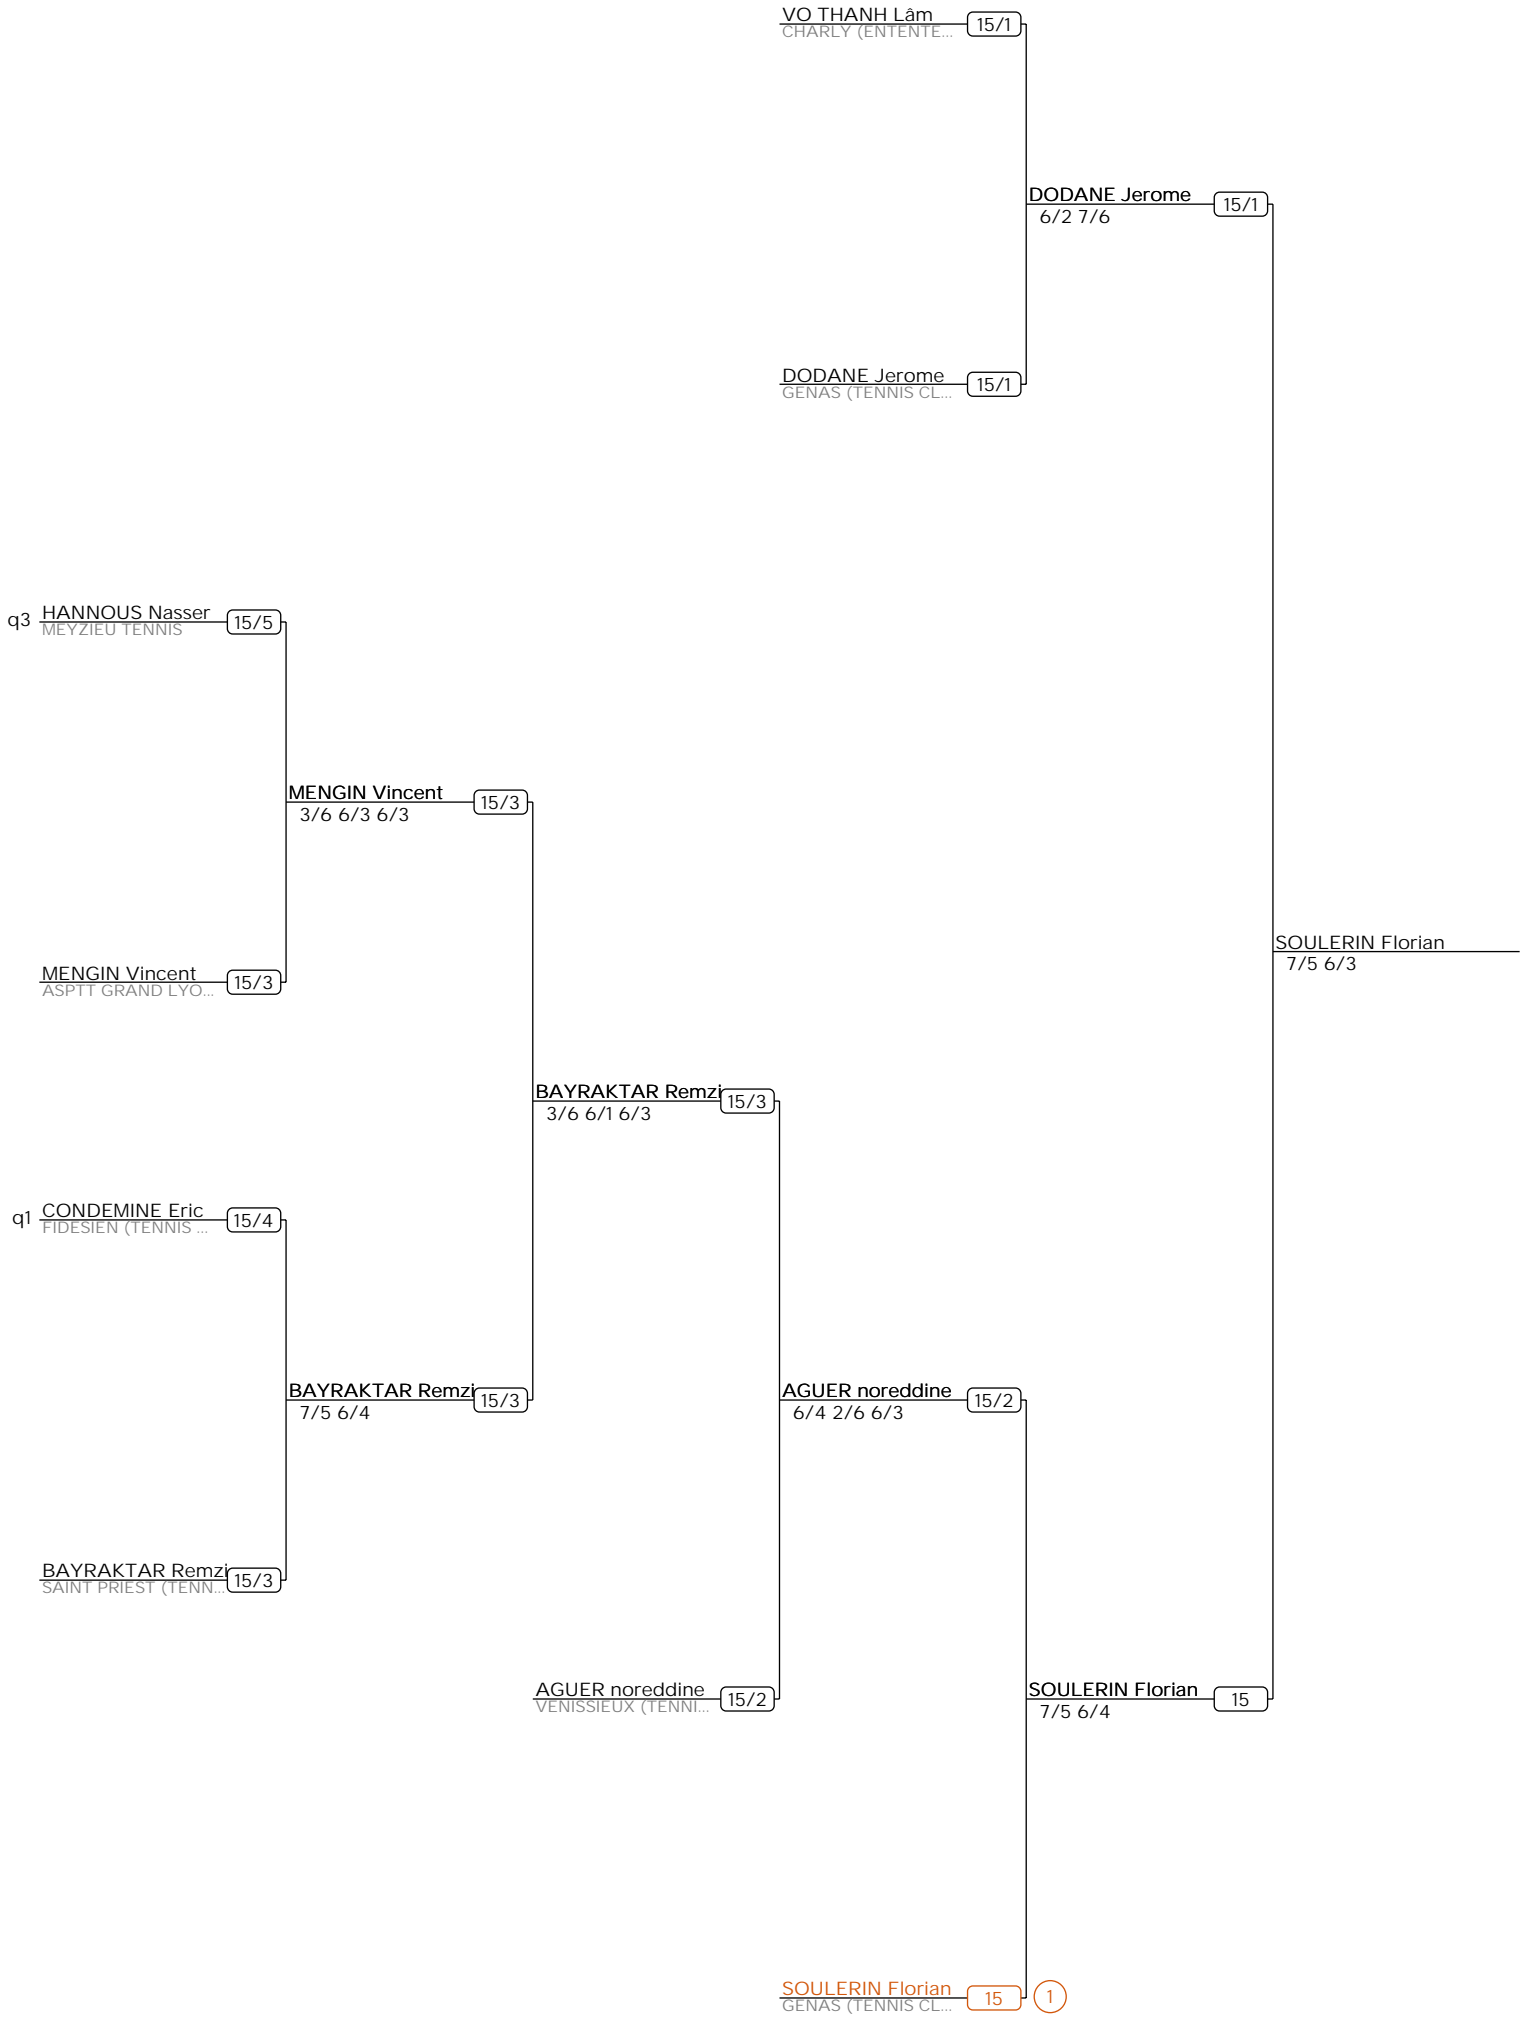 VO THANH Lâm
CHARLY (ENTENTE...
15/1
DODANE Jerome
6/2 7/6
15/1
DODANE Jerome
GENAS (TENNIS CL...
15/1
q3
HANNOUS Nasser
MEYZIEU TENNIS
15/5
MENGIN Vincent
3/6 6/3 6/3
15/3
SOULERIN Florian
7/5 6/3
MENGIN Vincent
ASPTT GRAND LYO...
15/3
BAYRAKTAR Remzi
3/6 6/1 6/3
15/3
q1
CONDEMINE Eric
FIDESIEN (TENNIS ...
15/4
BAYRAKTAR Remzi
7/5 6/4
15/3
AGUER noreddine
6/4 2/6 6/3
15/2
BAYRAKTAR Remzi
SAINT PRIEST (TENN...
15/3
AGUER noreddine
VENISSIEUX (TENNI...
15/2
SOULERIN Florian
7/5 6/4
15
SOULERIN Florian
GENAS (TENNIS CL...
15
1